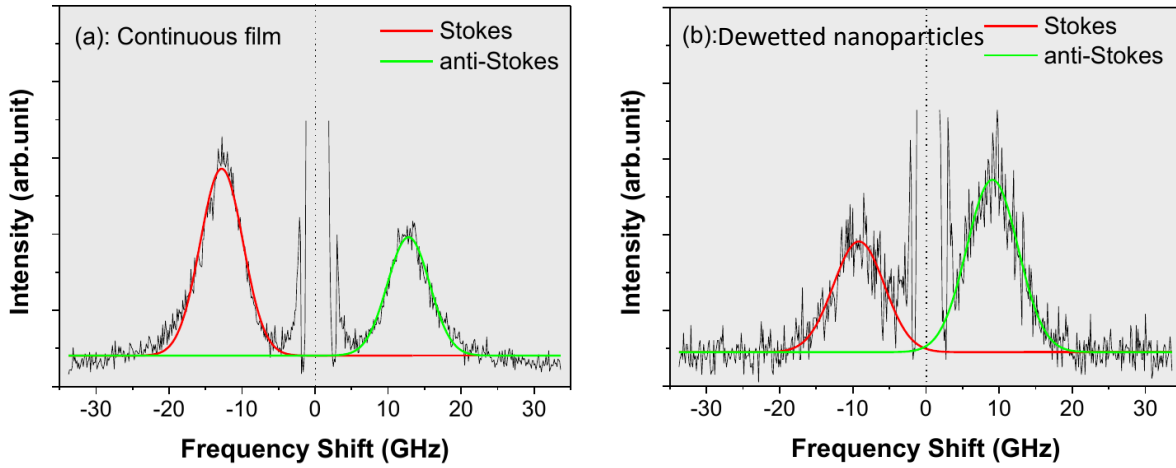 (a): Continuous film
Stokes
anti-Stokes
Intensity (arb.unit)
-30 -20 -10 0 10 20 30
Frequency Shift (GHz)
(b):Dewetted nanoparticles
Stokes
anti-Stokes
Intensity (arb.unit)
-30 -20 -10 0 10 20 30
Frequency Shift (GHz)